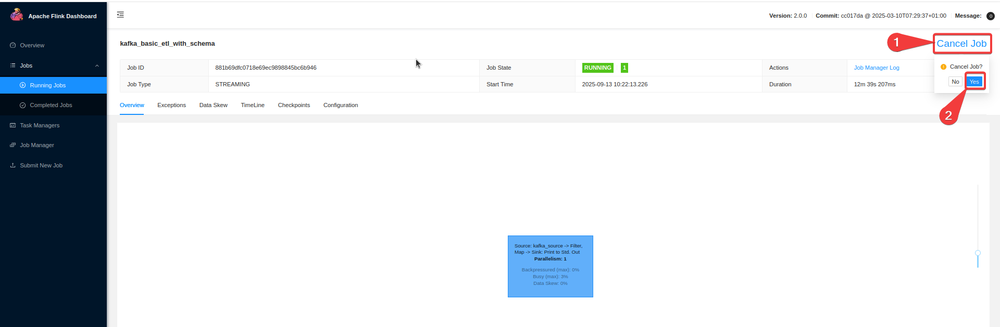 Apache Flink Dashboard
Version: 2.0.0 Commit: cc017da @ 2025-03-10T07:29:37+01:00 Message: 0
Overview
Jobs
Running Jobs
Completed Jobs
Task Managers
Job Manager
Submit New Job
kafka_basic_etl_with_schema
1 Cancel Job
Job ID 881b69dfc0718e69ec9898845bc6b946 Job State RUNNING 1 Actions Job Manager Log
Cancel Job?
Job Type STREAMING Start Time 2025-09-13 10:22:13.226 Duration 12m 39s 207ms
No Yes
Overview Exceptions Data Skew TimeLine Checkpoints Configuration
2
Source: kafka_source -> Filter,
Map -> Sink: Print to Std. Out
Parallelism: 1
Backpressured (max): 0%
Busy (max): 3%
Data Skew: 0%